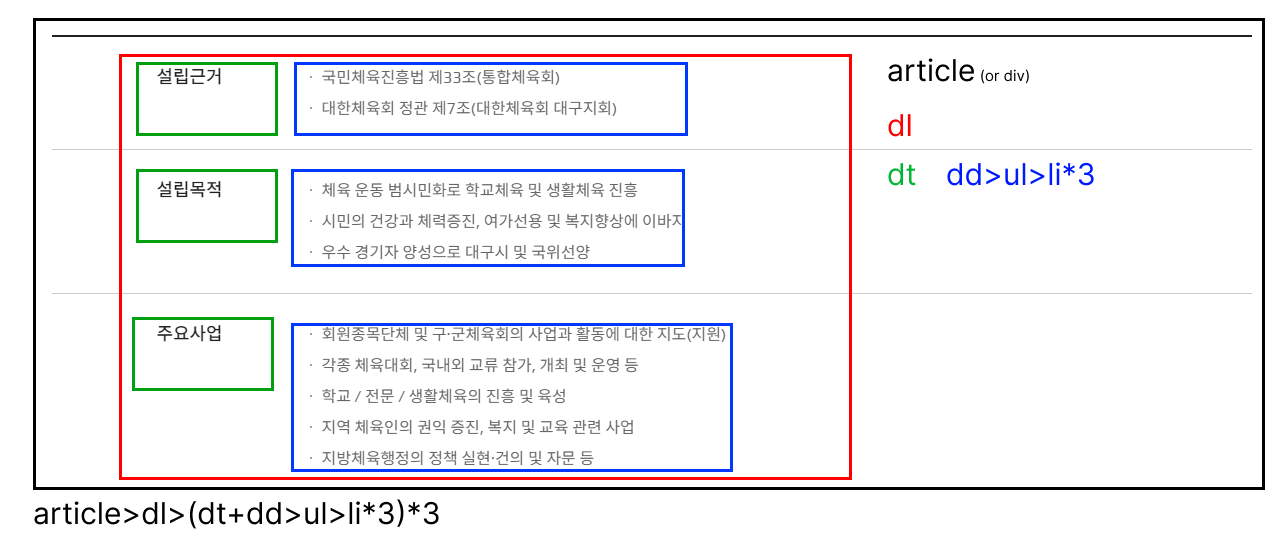 설립근거
· 국민체육진흥법 제33조(통합체육회)
· 대한체육회 정관 제7조(대한체육회 대구지회)
설립목적
· 체육 운동 범시민화로 학교체육 및 생활체육 진흥
· 시민의 건강과 체력증진, 여가선용 및 복지향상에 이바지
· 우수 경기자 양성으로 대구시 및 국위선양
주요사업
· 회원종목단체 및 구·군체육회의 사업과 활동에 대한 지도(지원)
· 각종 체육대회, 국내외 교류 참가, 개최 및 운영 등
· 학교 / 전문 / 생활체육의 진흥 및 육성
· 지역 체육인의 권익 증진, 복지 및 교육 관련 사업
· 지방체육행정의 정책 실현·건의 및 자문 등
article (or div)
dl
dt dd>ul>li*3
article>dl>(dt+dd>ul>li*3)*3